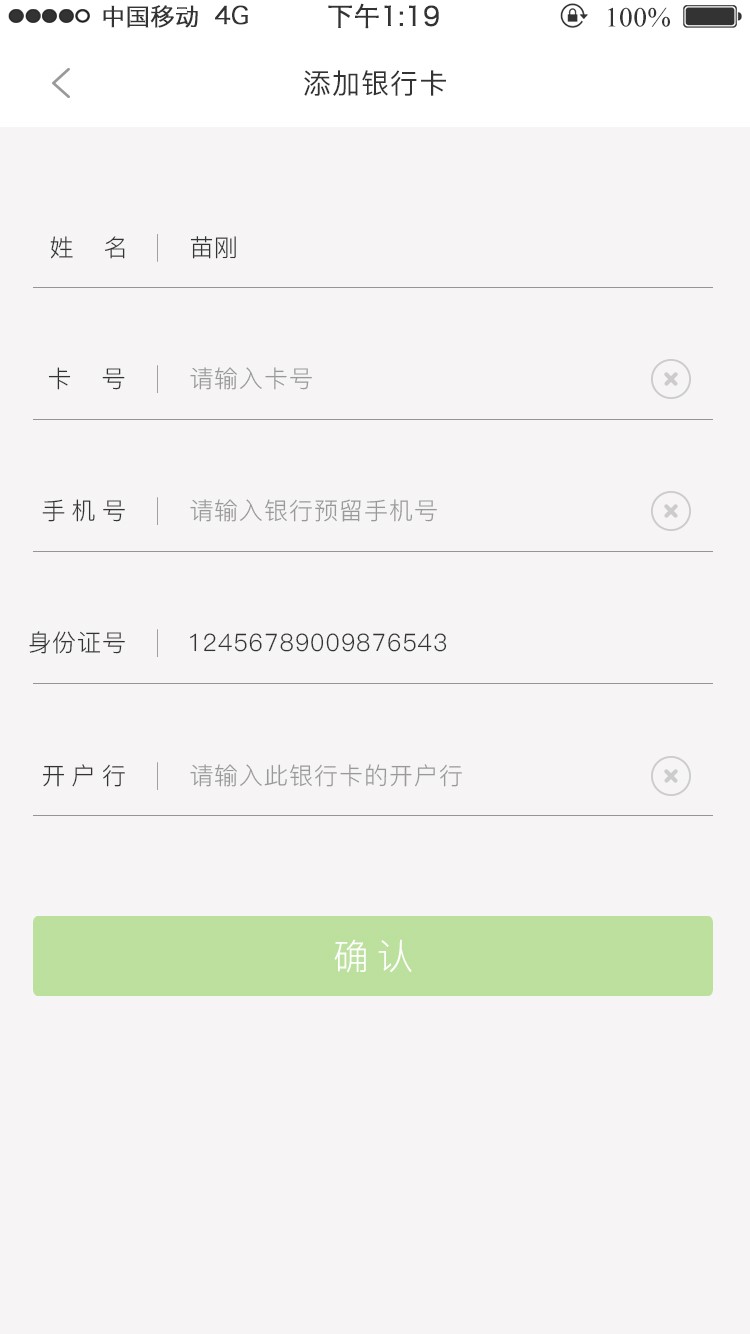 中国移动 4G 下午1:19 100%
添加银行卡
姓 名 苗刚
卡 号 请输入卡号
手机号 请输入银行预留手机号
身份证号 12456789009876543
开户行 请输入此银行卡的开户行
确认